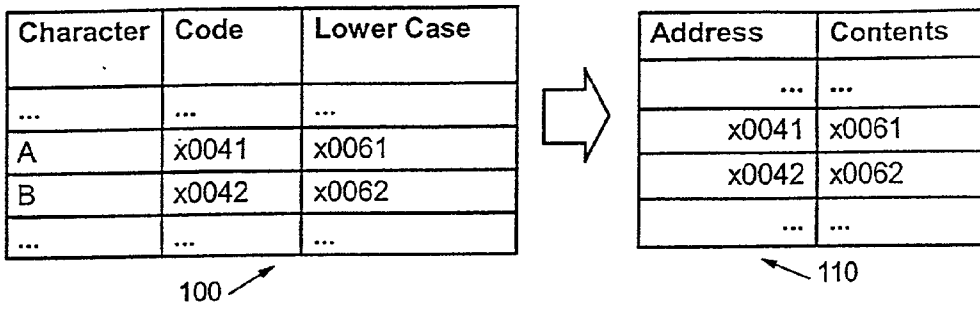 Character Code Lower Case
... ... ...
A x0041 x0061
B x0042 x0062
... ... ...
100
Address Contents
... ...
x0041 x0061
x0042 x0062
... ...
110